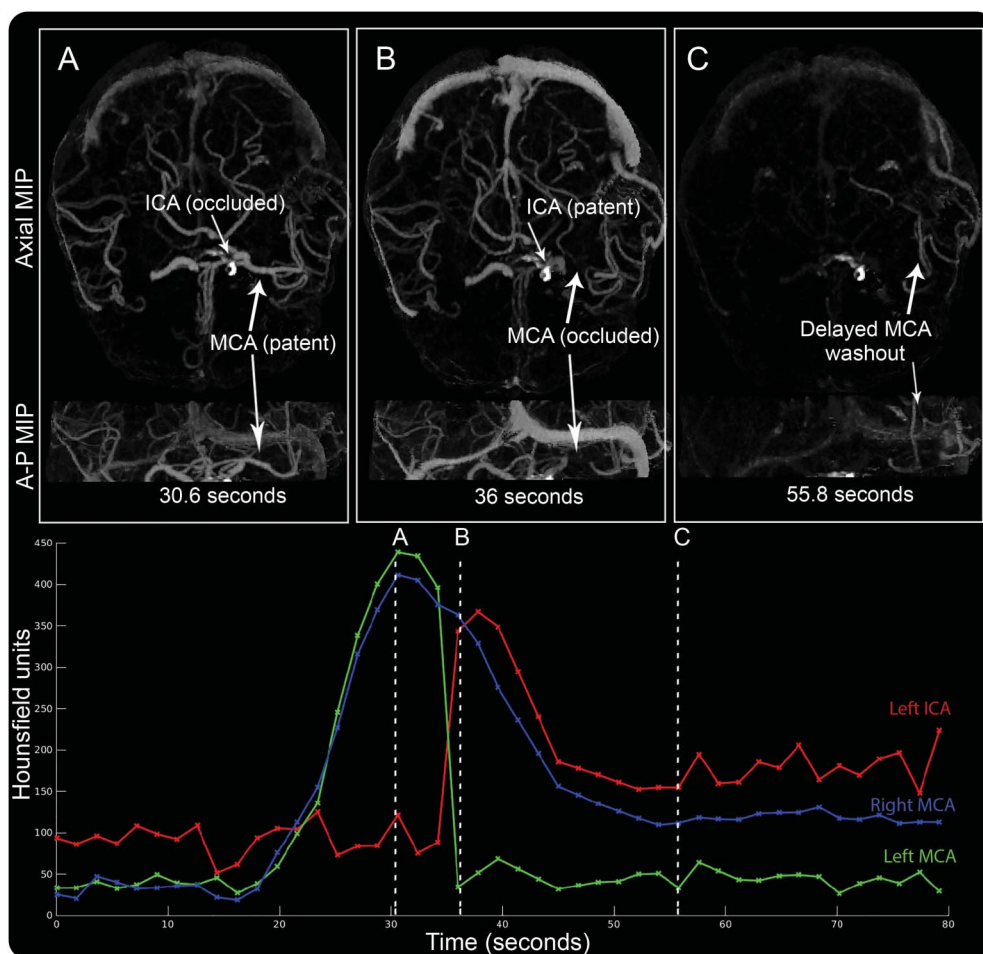 A
B
C
Axial MIP
ICA (occluded)
ICA (patent)
MCA (patent)
MCA (occluded)
Delayed MCA
washout
A-P MIP
30.6 seconds
36 seconds
55.8 seconds
A
B
C
450
400
350
300
250
200
150
100
50
0
Hounsfield units
Left ICA
Right MCA
Left MCA
0
10
20
30
40
50
60
70
80
Time (seconds)